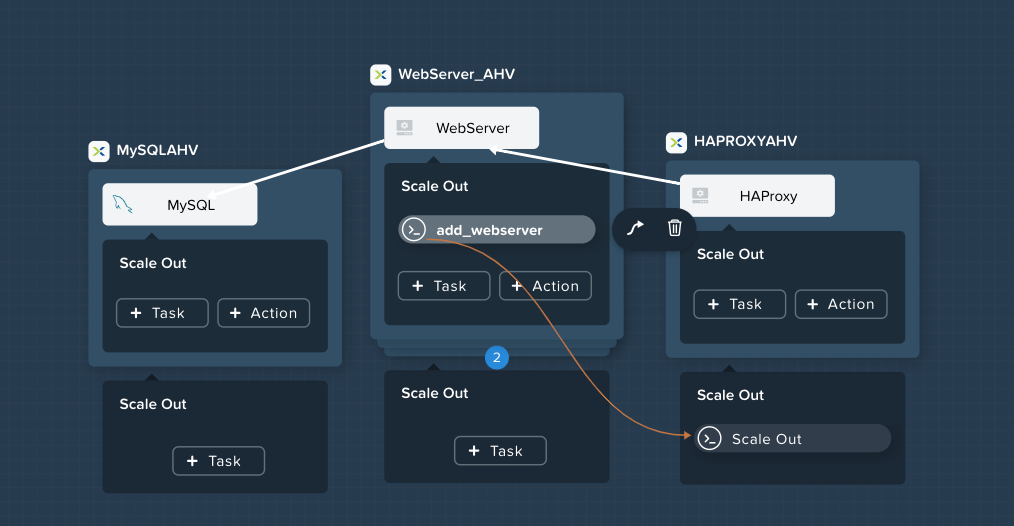 WebServer_AHV
WebServer
Scale Out
add_webserver
+ Task
+ Action
2
Scale Out
+ Task
MySQLAHV
MySQL
Scale Out
+ Task
+ Action
Scale Out
+ Task
HAPROXYAHV
HAProxy
Scale Out
+ Task
+ Action
Scale Out
Scale Out